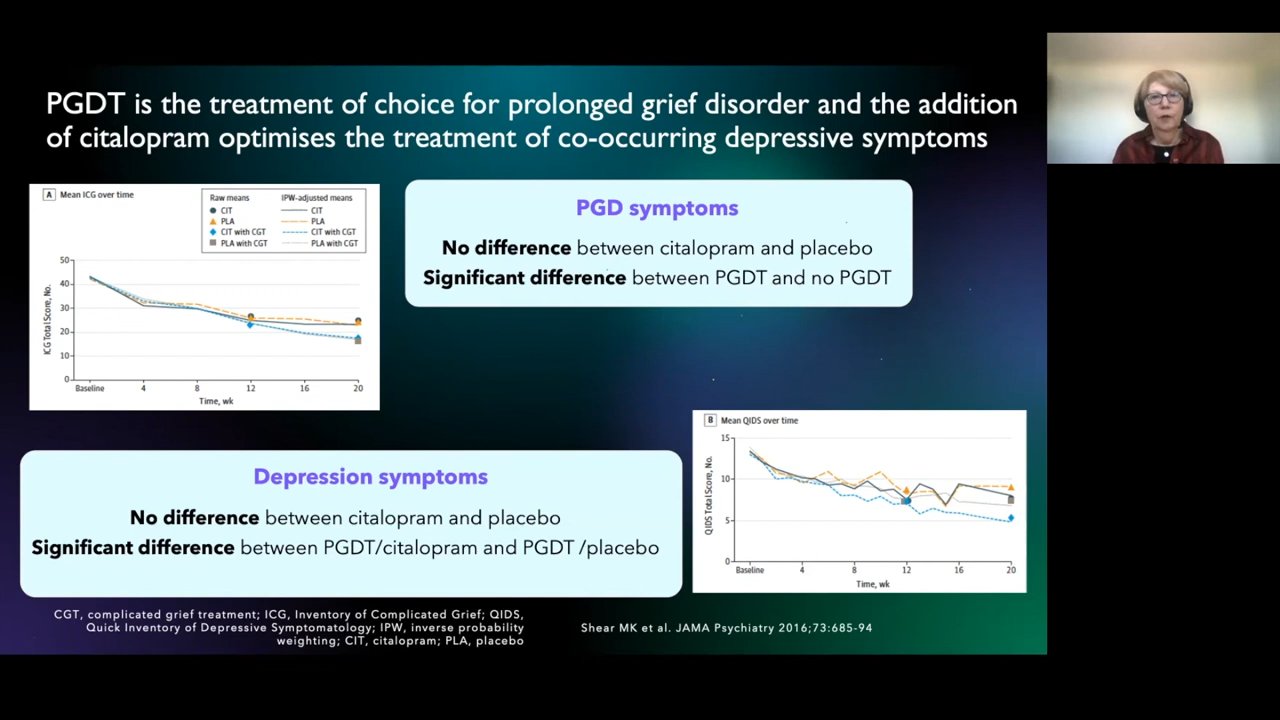 PGDT is the treatment of choice for prolonged grief disorder and the addition
of citalopram optimises the treatment of co-occurring depressive symptoms
A Mean ICG over time
Raw means IPW-adjusted means
CIT CIT
PLA PLA
CIT with CGT CIT with CGT
PLA with CGT PLA with CGT
ICG Total Score, No.
50
40
30
20
10
0
Baseline 4 8 12 16 20
Time, wk
PGD symptoms
No difference between citalopram and placebo
Significant difference between PGDT and no PGDT
Depression symptoms
No difference between citalopram and placebo
Significant difference between PGDT/citalopram and PGDT /placebo
B Mean QIDS over time
QIDS Total Score, No.
15
10
5
0
Baseline 4 8 12 16 20
Time, wk
CGT, complicated grief treatment; ICG, Inventory of Complicated Grief; QIDS,
Quick Inventory of Depressive Symptomatology; IPW, inverse probability
weighting; CIT, citalopram; PLA, placebo
Shear MK et al. JAMA Psychiatry 2016;73:685-94